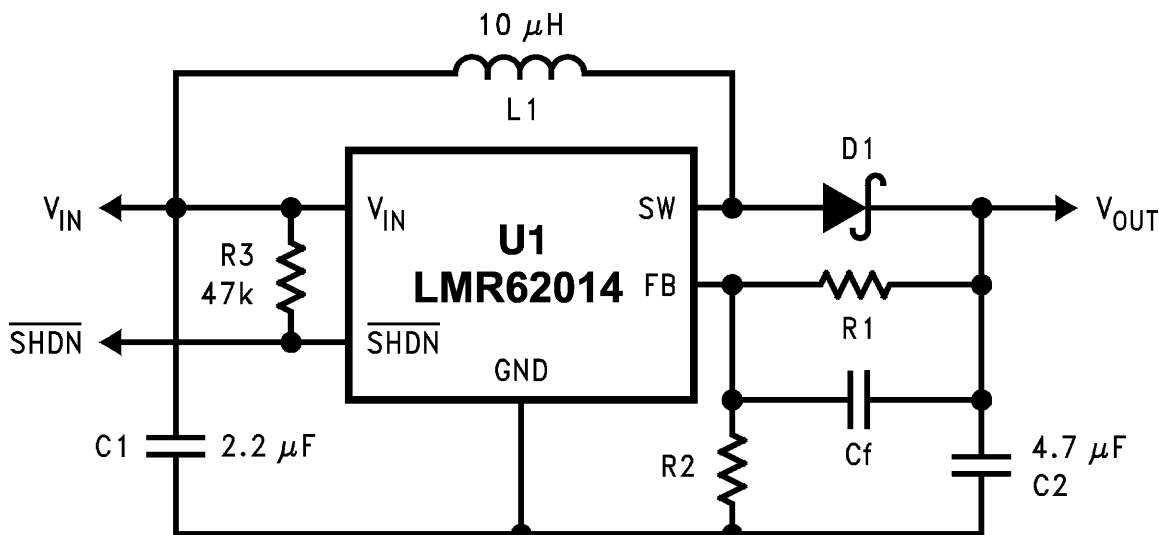 10 μH
L1
D1
V_IN
V_IN
SW
V_OUT
U1
LMR62014
R3
47k
FB
R1
SHDN
SHDN
GND
C1
2.2 μF
R2
Cf
4.7 μF
C2